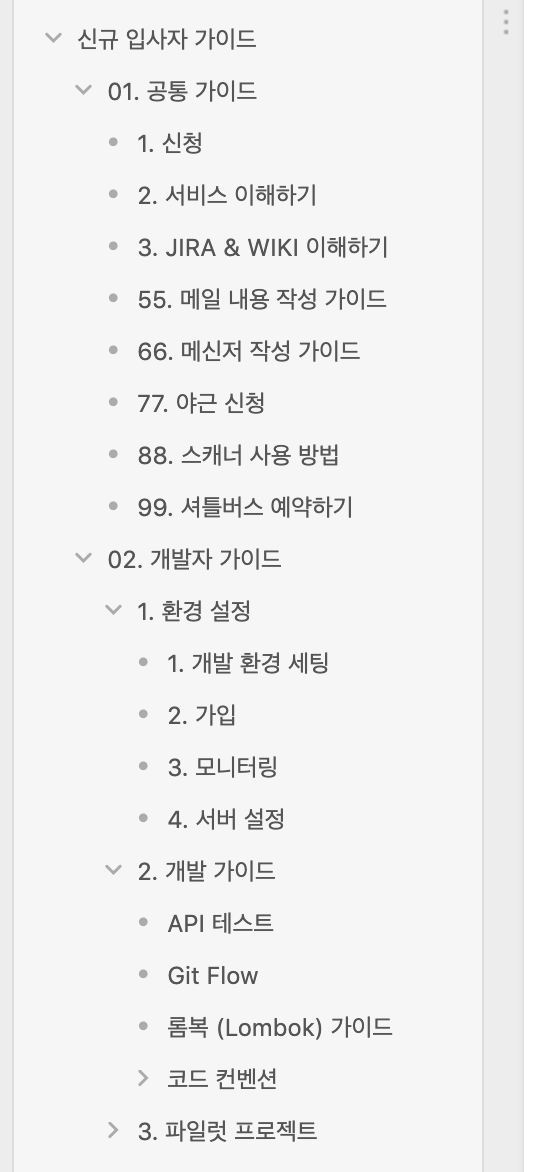 신규 입사자 가이드
01. 공통 가이드
1. 신청
2. 서비스 이해하기
3. JIRA & WIKI 이해하기
55. 메일 내용 작성 가이드
66. 메신저 작성 가이드
77. 야근 신청
88. 스캐너 사용 방법
99. 셔틀버스 예약하기
02. 개발자 가이드
1. 환경 설정
1. 개발 환경 세팅
2. 가입
3. 모니터링
4. 서버 설정
2. 개발 가이드
API 테스트
Git Flow
롬복 (Lombok) 가이드
코드 컨벤션
3. 파일럿 프로젝트